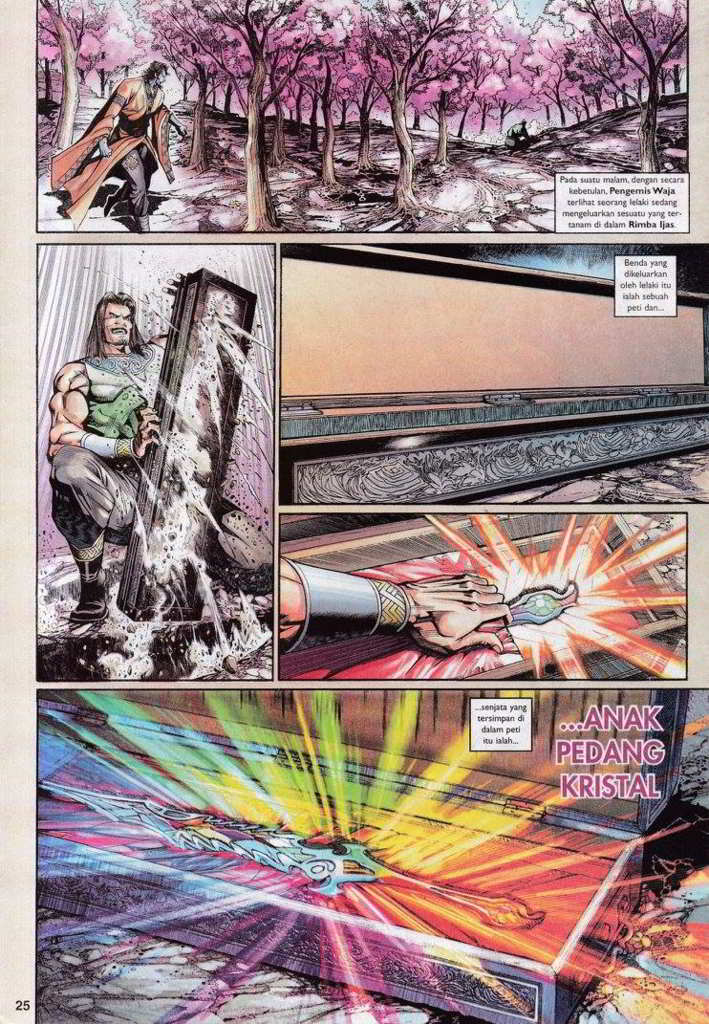 Pada suatu malam, dengan secara
kebetulan, Pengemis Waja
terlihat seorang lelaki sedang
mengeluarkan sesuatu yang ter-
tanam di dalam Rimba Ijas.
Benda yang
dikeluarkan
oleh lelaki itu
ialah sebuah
peti dan...
...senjata yang
tersimpan di
dalam peti
itu ialah...
...ANAK
PEDANG
KRISTAL
25